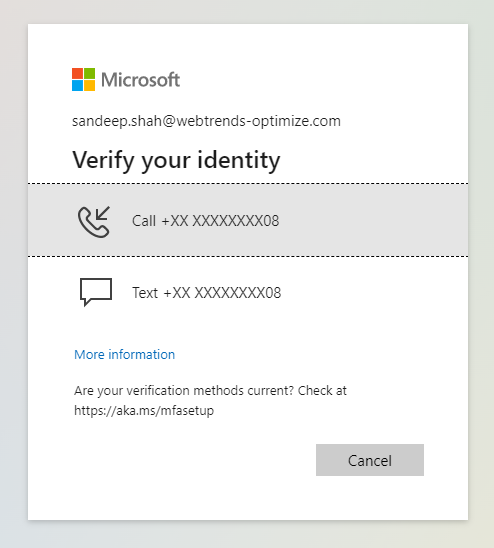 Microsoft
sandeep.shah@webtrends-optimize.com
Verify your identity
Call +XX XXXXXXXX08
Text +XX XXXXXXXX08
More information
Are your verification methods current? Check at
https://aka.ms/mfasetup
Cancel